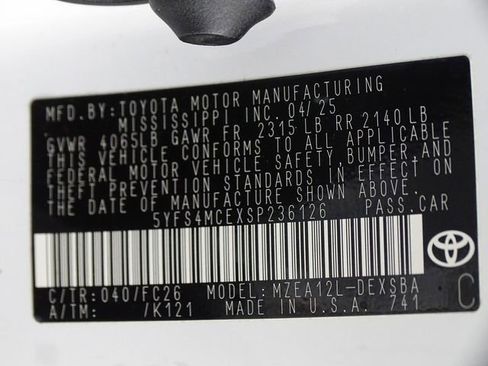 MFD.BY:TOYOTA MOTOR MANUFACTURING
MISSISSIPPI INC. 04/25
GVWR 4065LB GAWR FR 2315 LB RR 2140 LB
THIS VEHICLE CONFORMS TO ALL APPLICABLE
FEDERAL MOTOR VEHICLE SAFETY,BUMPER,AND
THEFT PREVENTION STANDARDS IN EFFECT ON
THE DATE OF MANUFACTURE SHOWN ABOVE.
5YFS4MCEXSP236126 PASS.CAR
C/TR:040/FC26 MODEL:MZEA12L-DEXSBA
A/TM: /K121 MADE IN U.S.A. 741
C